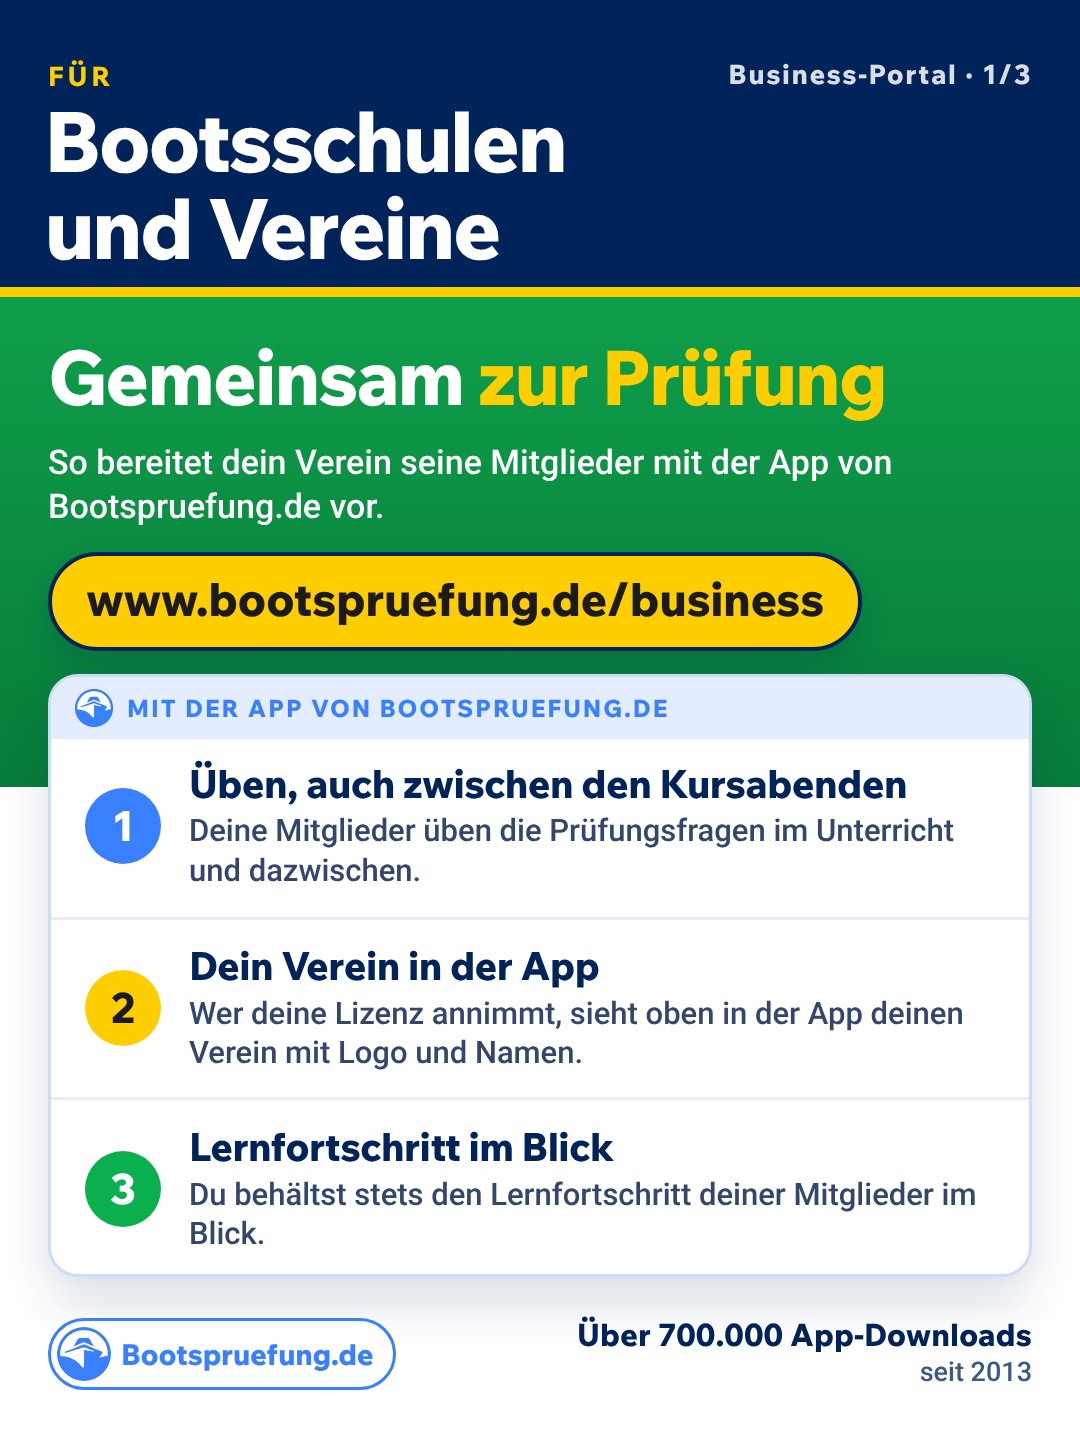 FÜR
Business-Portal · 1/3
Bootsschulen
und Vereine
Gemeinsam zur Prüfung
So bereitet dein Verein seine Mitglieder mit der App von
Bootspruefung.de vor.
www.bootspruefung.de/business
MIT DER APP VON BOOTSPRUEFUNG.DE
1
Üben, auch zwischen den Kursabenden
Deine Mitglieder üben die Prüfungsfragen im Unterricht
und dazwischen.
2
Dein Verein in der App
Wer deine Lizenz annimmt, sieht oben in der App deinen
Verein mit Logo und Namen.
3
Lernfortschritt im Blick
Du behältst stets den Lernfortschritt deiner Mitglieder im
Blick.
Bootspruefung.de
Über 700.000 App-Downloads
seit 2013